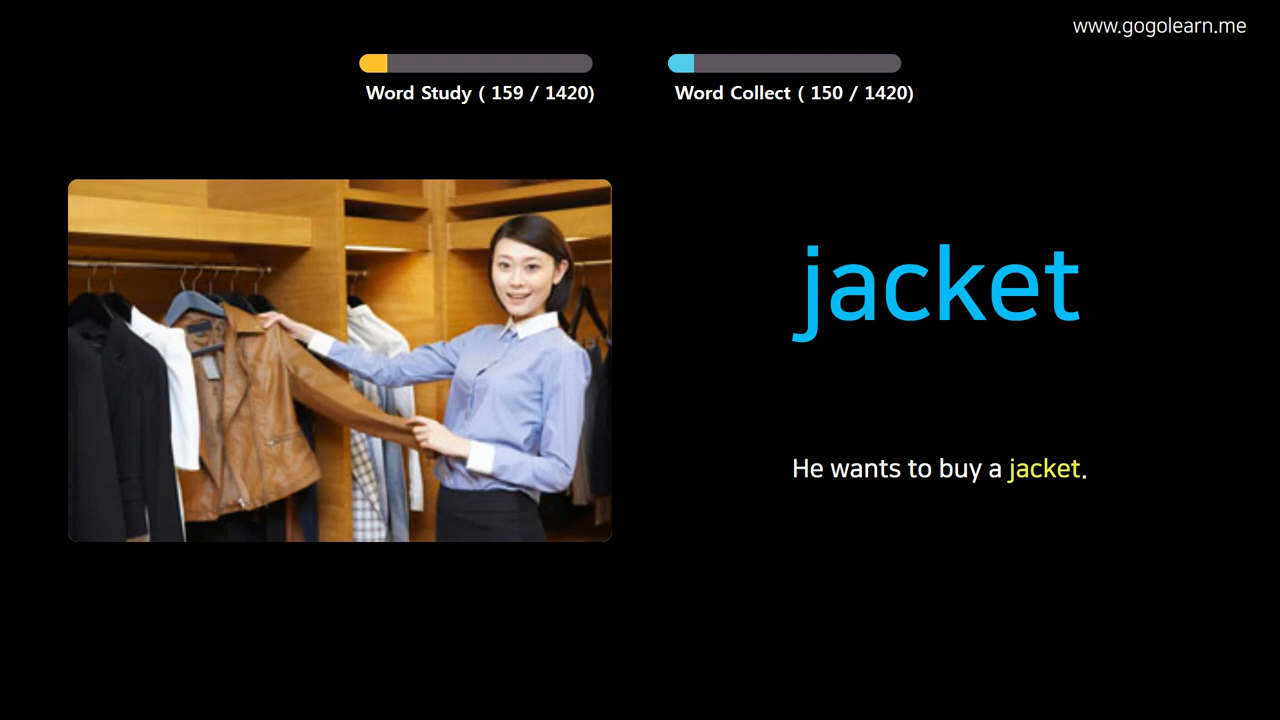 www.gogolearn.me
Word Study ( 159 / 1420)
Word Collect ( 150 / 1420)
jacket
He wants to buy a jacket.